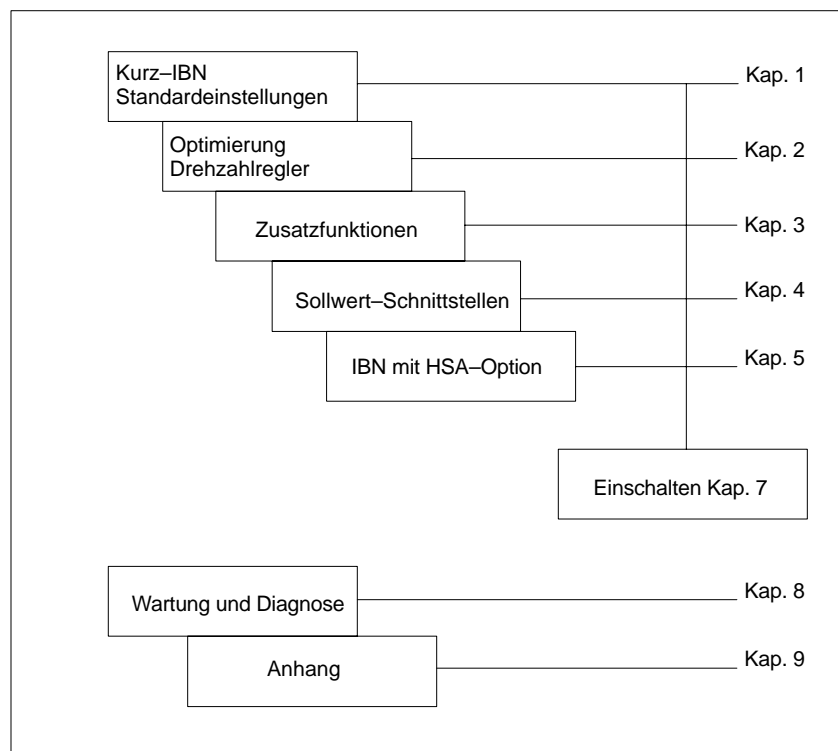 Kurz–IBN
Standardeinstellungen
Kap. 1
Optimierung
Drehzahlregler
Kap. 2
Zusatzfunktionen
Kap. 3
Sollwert–Schnittstellen
Kap. 4
IBN mit HSA–Option
Kap. 5
Einschalten Kap. 7
Wartung und Diagnose
Kap. 8
Anhang
Kap. 9